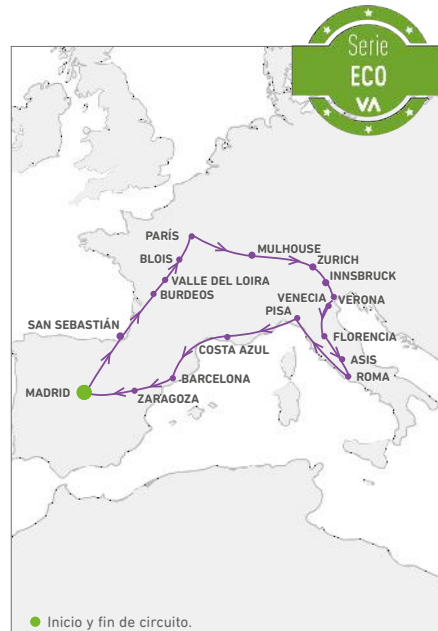 Serie
ECO
VA
PARÍS
MULHOUSE
BLOIS
ZURICH
INNSBRUCK
VALLE DEL LOIRA
BURDEOS
VENECIA
VERONA
PISA
SAN SEBASTIÁN
FLORENCIA
COSTA AZUL
ASIS
BARCELONA
ROMA
MADRID
ZARAGOZA
Inicio y fin de circuito.